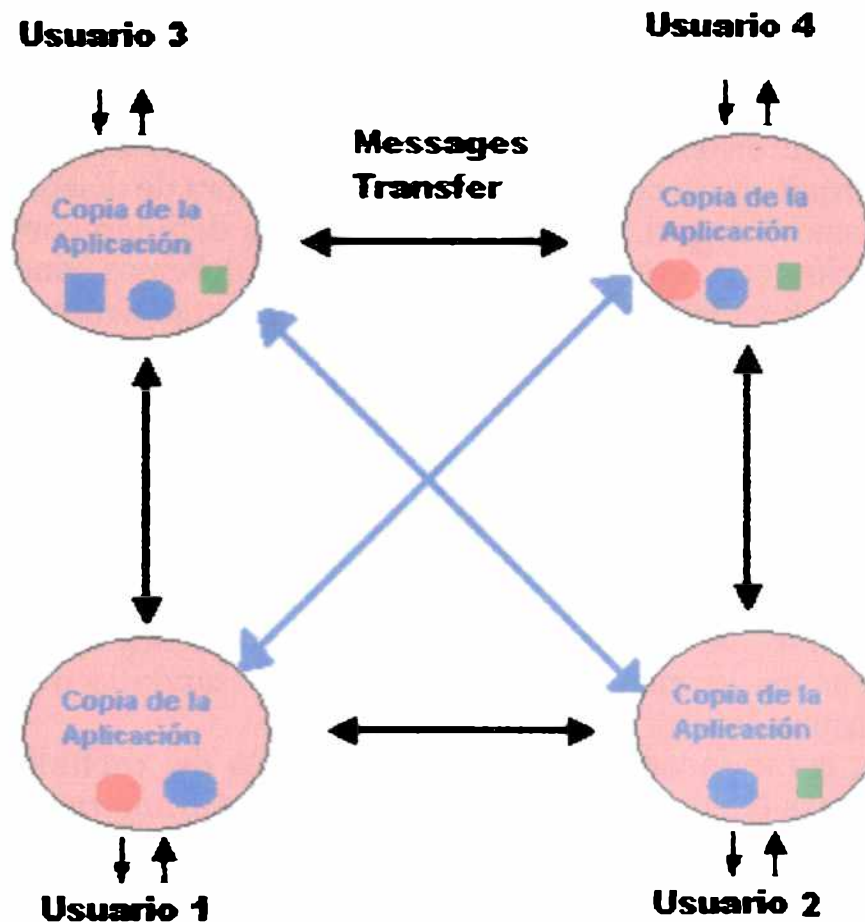 Usuario 3
Usuario 4
Messages
Transfer
Copia de la
Aplicación
Copia de la
Aplicación
Copia de la
Aplicación
Copia de la
Aplicación
Usuario 1
Usuario 2